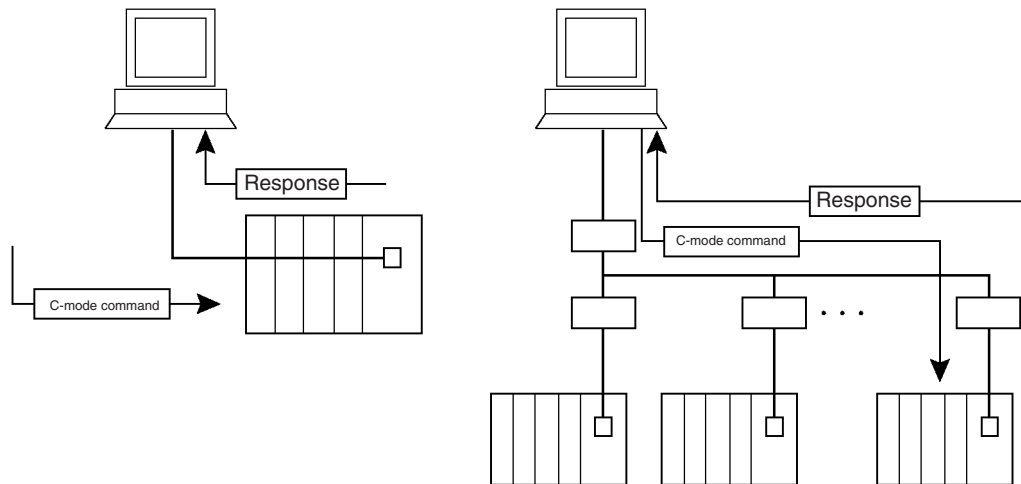 Response
C-mode command
Response
C-mode command
. . .